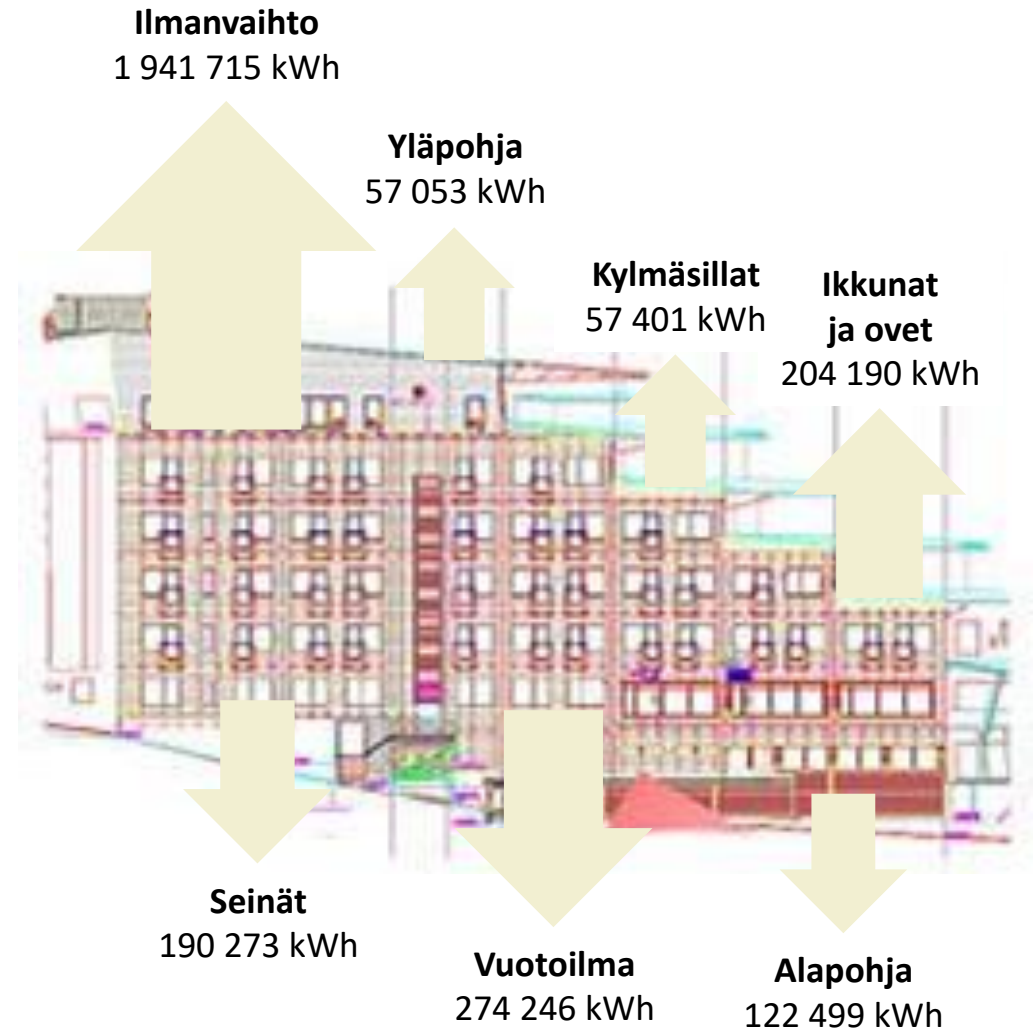 Ilmanvaihto
1 941 715 kWh
Yläpohja
57 053 kWh
Kylmäsillat
57 401 kWh
Ikkunat
ja ovet
204 190 kWh
Seinät
190 273 kWh
Vuotoilma
274 246 kWh
Alapohja
122 499 kWh